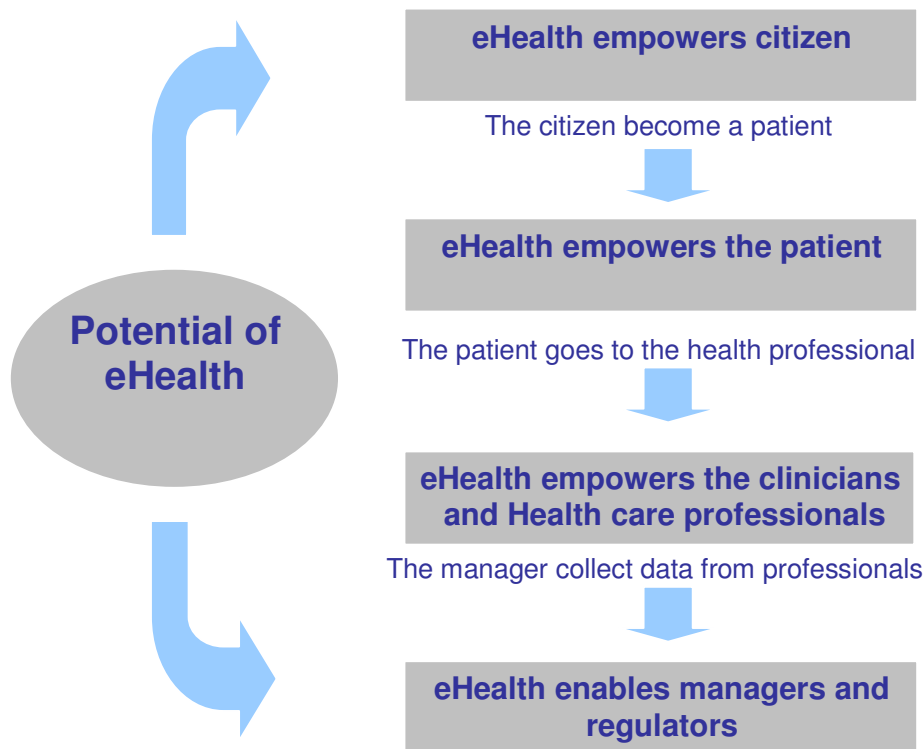 eHealth empowers citizen
The citizen become a patient
eHealth empowers the patient
Potential of
eHealth
The patient goes to the health professional
eHealth empowers the clinicians
and Health care professionals
The manager collect data from professionals
eHealth enables managers and
regulators